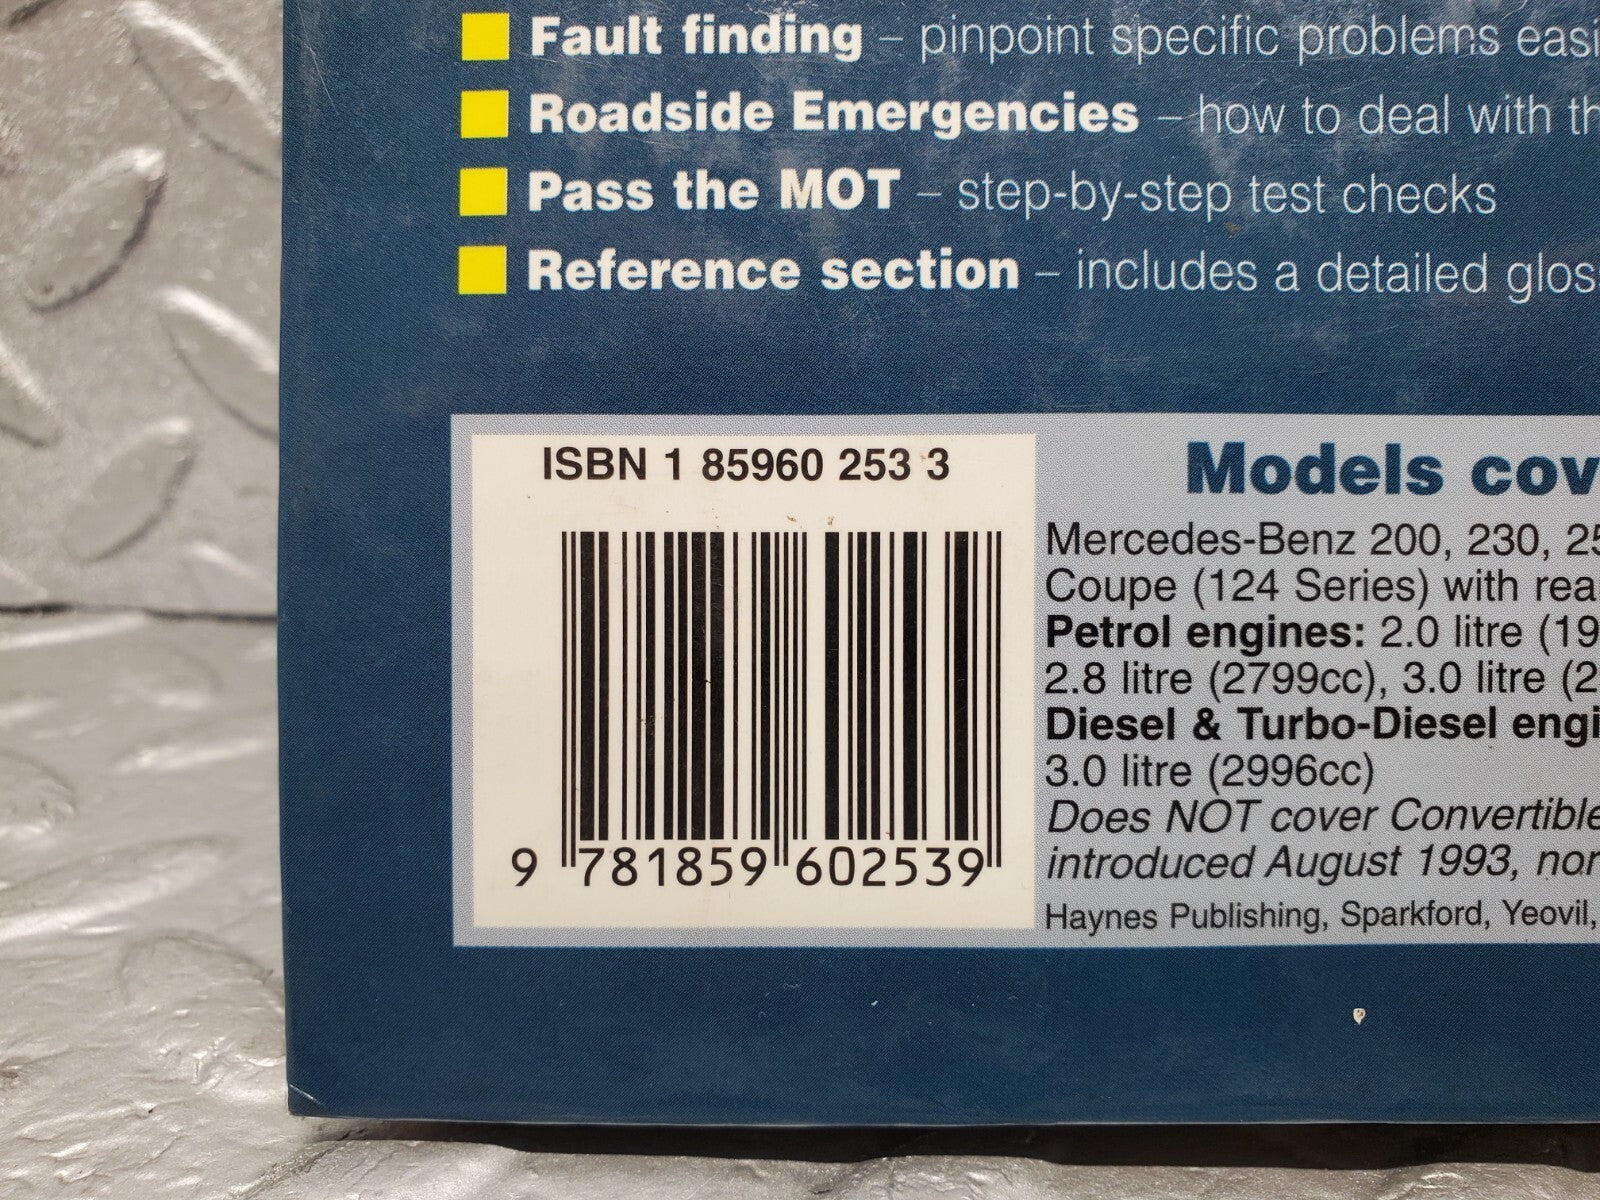 Fault finding – pinpoint specific problems easi
Roadside Emergencies – how to deal with th
Pass the MOT – step-by-step test checks
Reference section – includes a detailed glos
ISBN 1 85960 253 3
9 781859 602539
Models cov
Mercedes-Benz 200, 230, 25
Coupe (124 Series) with rea
Petrol engines: 2.0 litre (19
2.8 litre (2799cc), 3.0 litre (2
Diesel & Turbo-Diesel engi
3.0 litre (2996cc)
Does NOT cover Convertible
introduced August 1993, nor
Haynes Publishing, Sparkford, Yeovil,